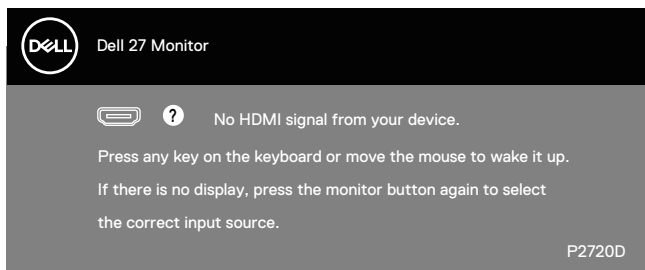 DELL
Dell 27 Monitor
? No HDMI signal from your device.
Press any key on the keyboard or move the mouse to wake it up.
If there is no display, press the monitor button again to select
the correct input source.
P2720D